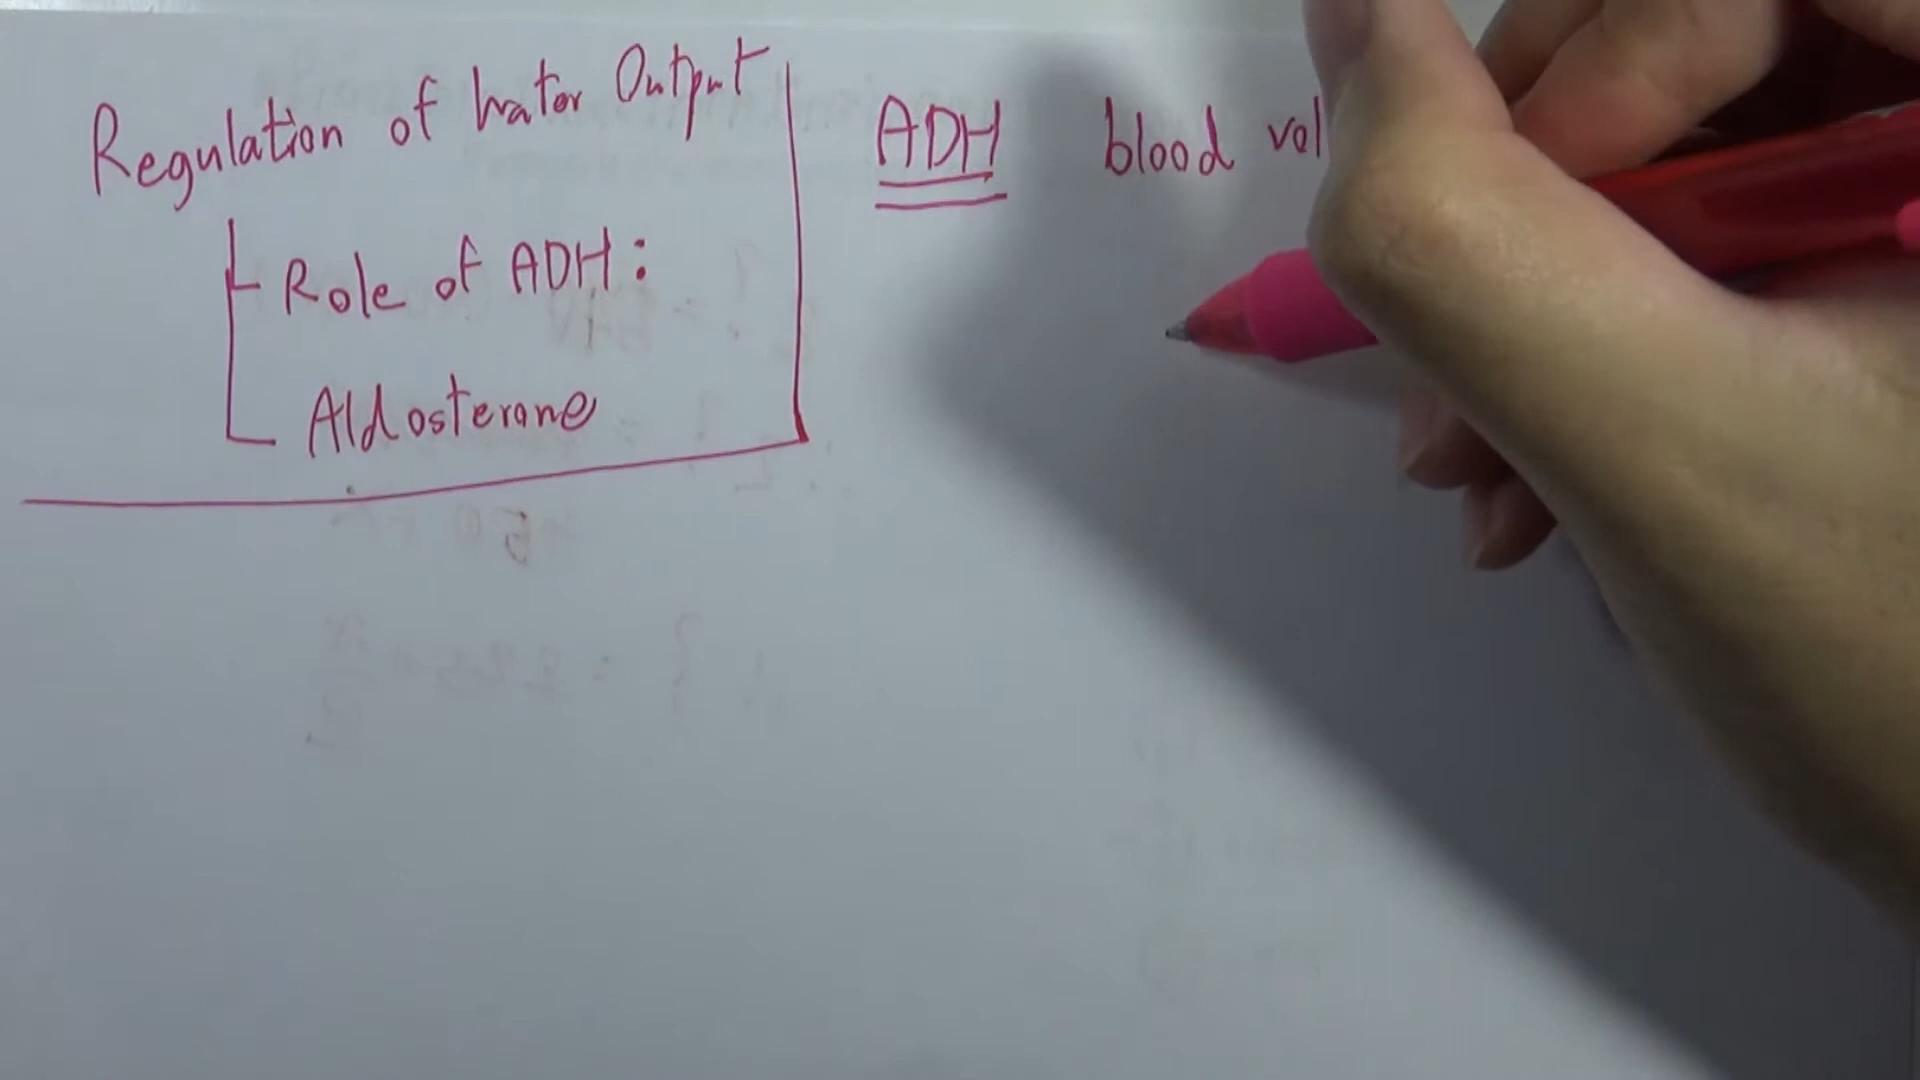 Regulation of Water Output
Role of ADH:
Aldosterone
ADH blood vol